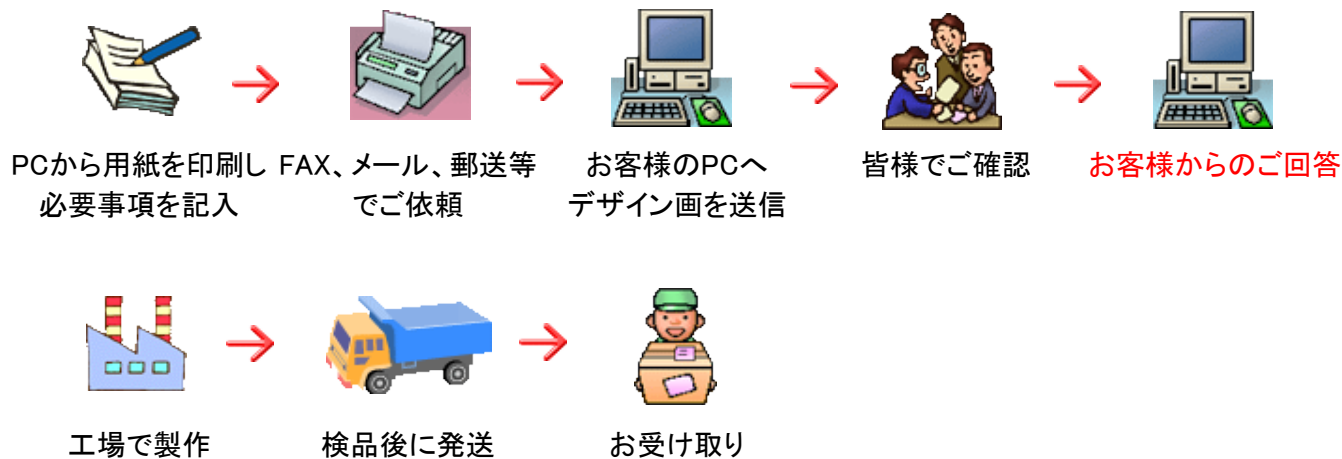 PCから用紙を印刷し
必要事項を記入
FAX、メール、郵送等
でご依頼
お客様のPCへ
デザイン画を送信
皆様でご確認
お客様からのご回答
工場で製作
検品後に発送
お受け取り